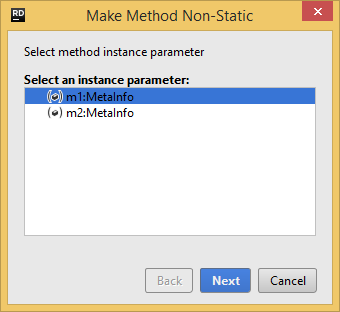 RD
Make Method Non-Static
Select method instance parameter
Select an instance parameter:
m1:MetaInfo
m2:MetaInfo
Back
Next
Cancel